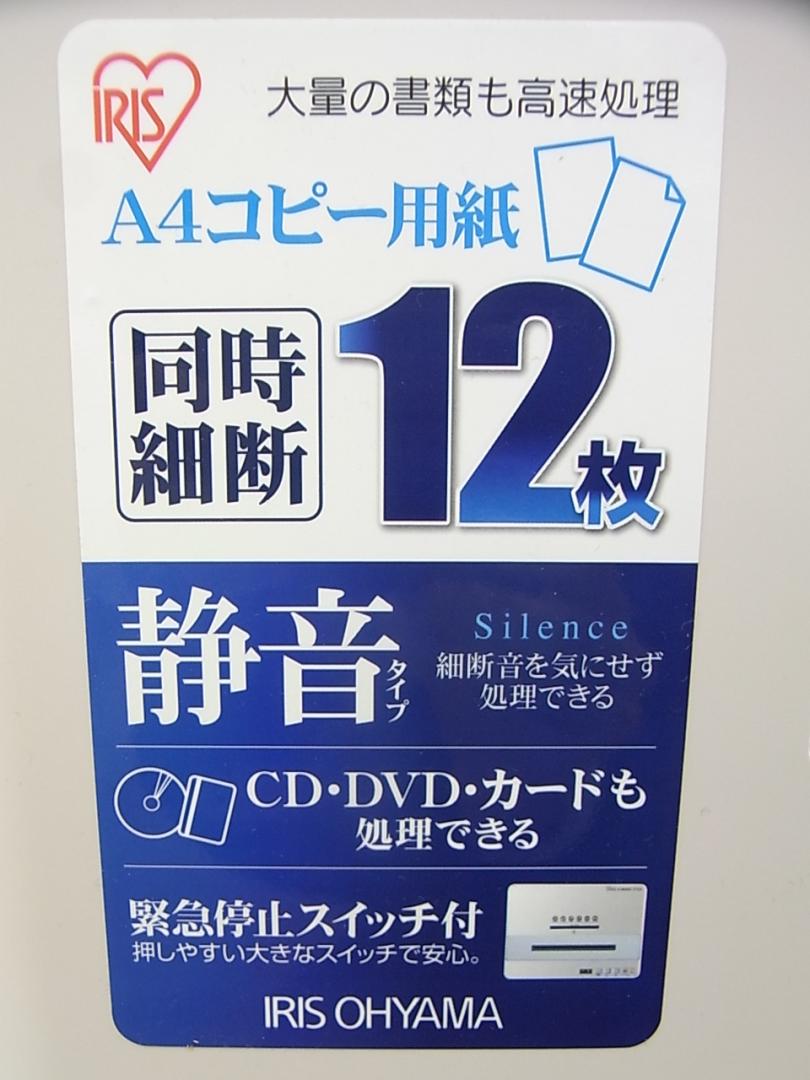 IRIS
大量の書類も高速処理
A4コピー用紙
同時
細断
12枚
静音タイプ
Silence
細断音を気にせず
処理できる
CD・DVD・カードも
処理できる
緊急停止スイッチ付
押しやすい大きなスイッチで安心。
IRIS OHYAMA